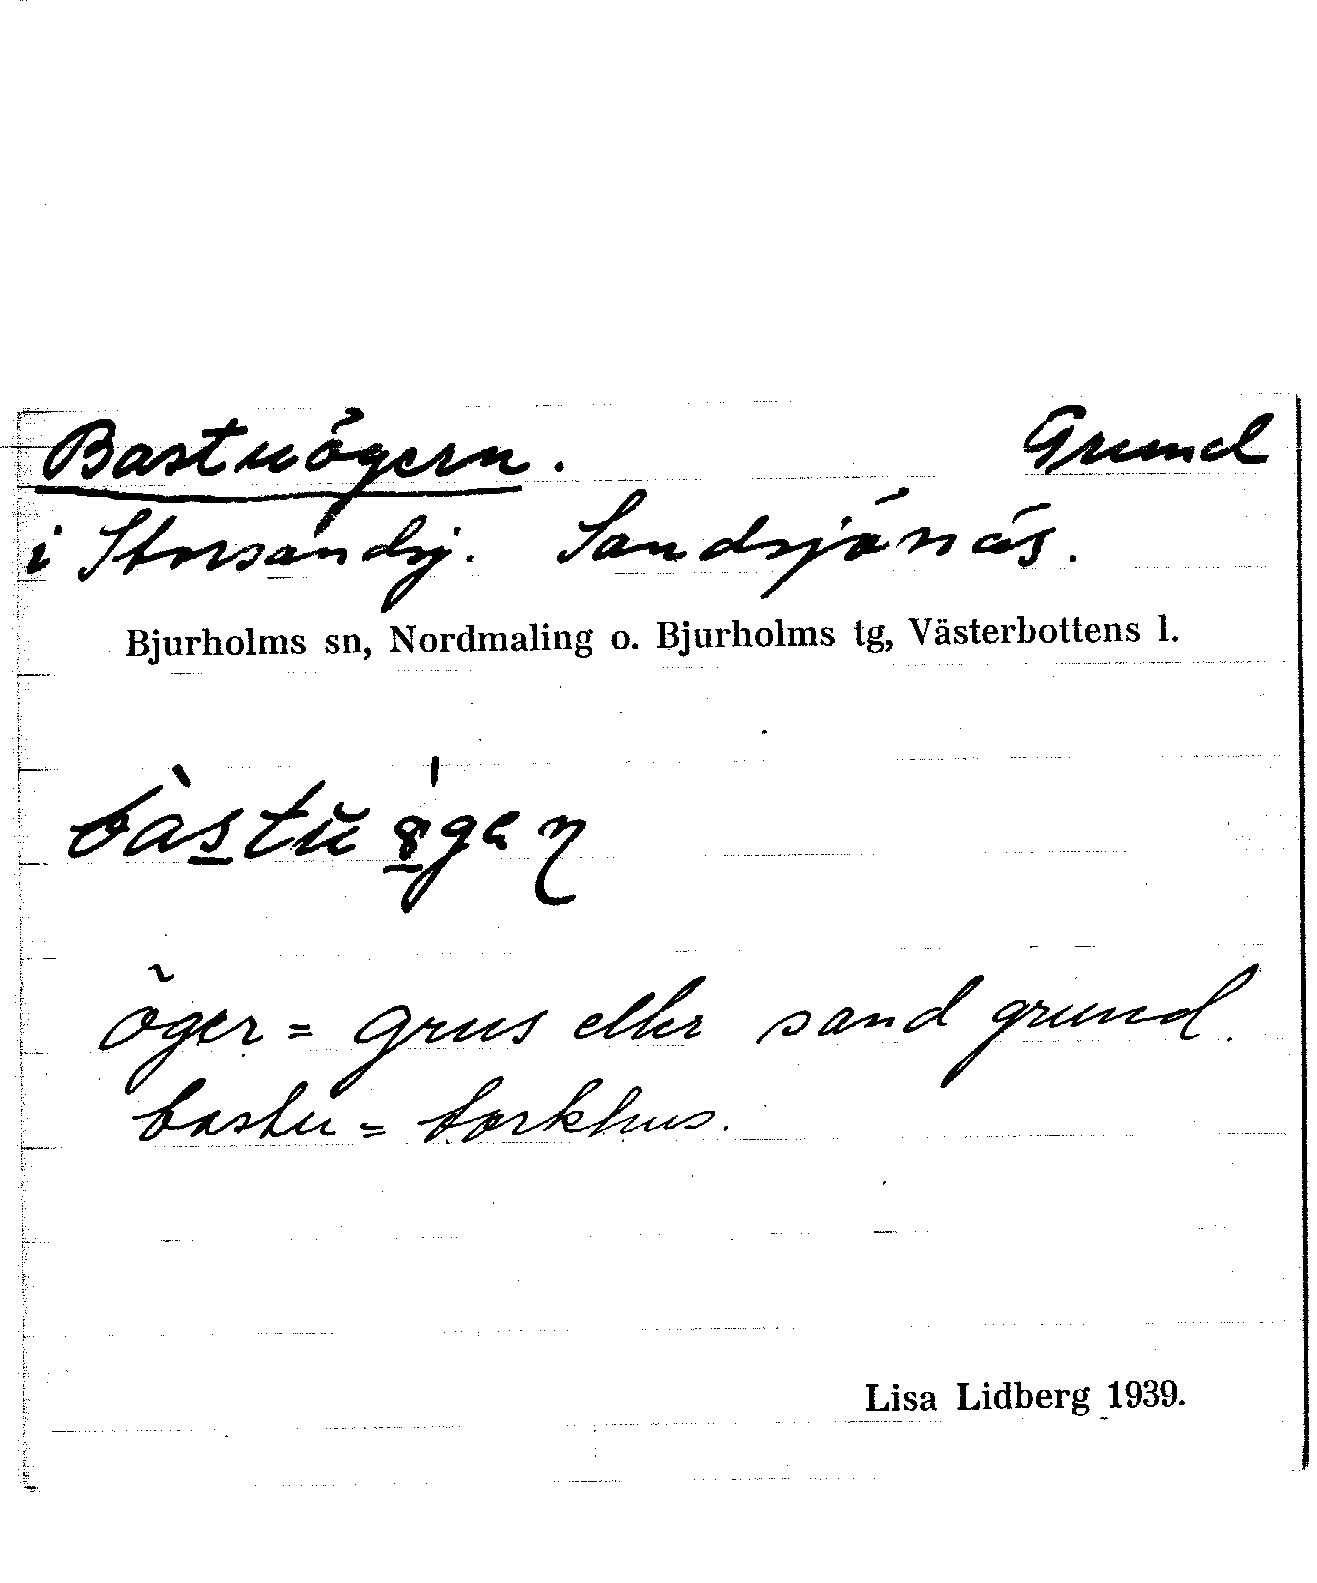 Bastuögern. Grund
i Storsandsj. Sandsjönäs.
Bjurholms sn, Nordmaling o. Bjurholms tg, Västerbottens l.
öger = grus eller sand grund.
bastu = torkhus.
Lisa Lidberg 1939.